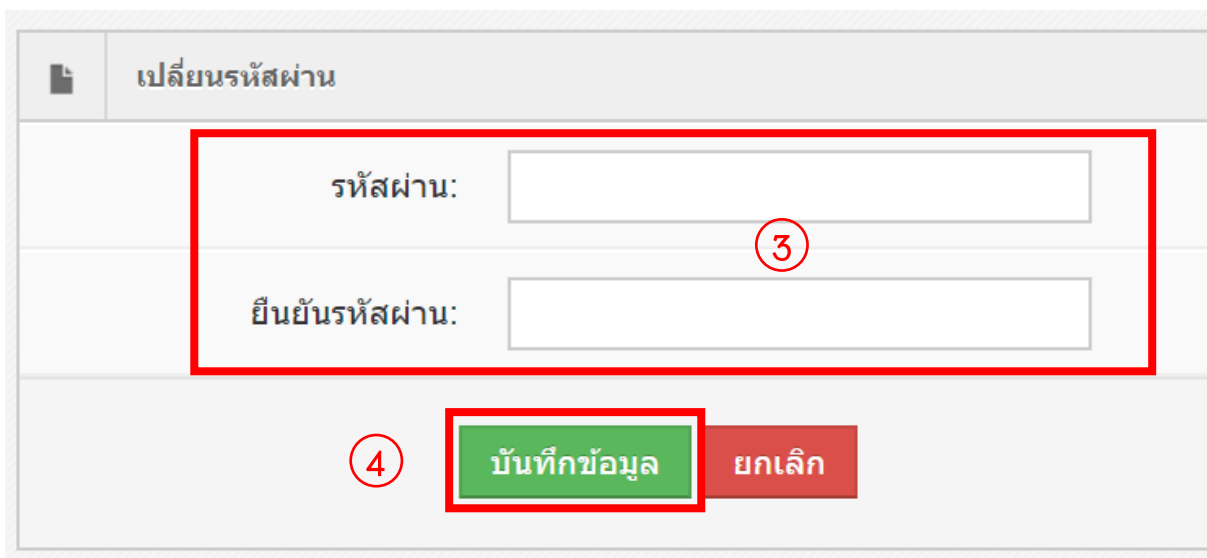 เปลี่ยนรหัสผ่าน
รหัสผ่าน:
3
ยืนยันรหัสผ่าน:
4 บันทึกข้อมูล ยกเลิก